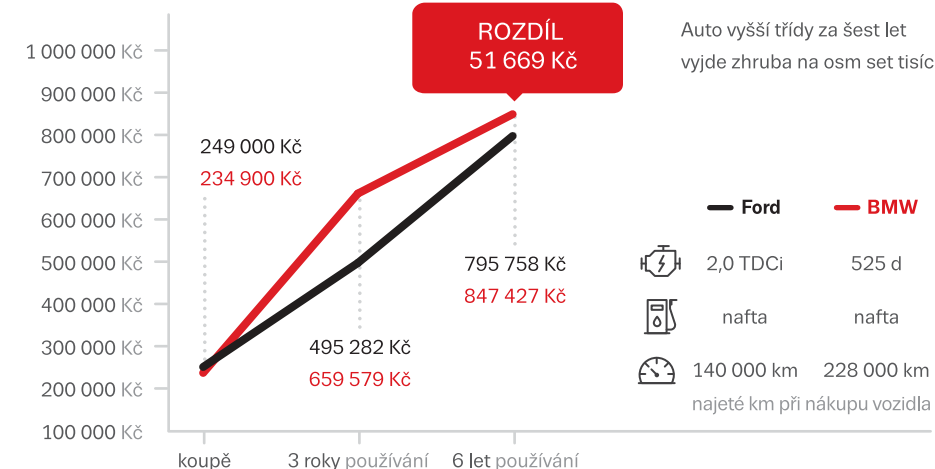 ROZDÍL
51 669 Kč
Auto vyšší třídy za šest let
vyjde zhruba na osm set tisíc
1 000 000 Kč
900 000 Kč
800 000 Kč
700 000 Kč
600 000 Kč
500 000 Kč
400 000 Kč
300 000 Kč
200 000 Kč
100 000 Kč
249 000 Kč
234 900 Kč
495 282 Kč
659 579 Kč
795 758 Kč
847 427 Kč
koupě
3 roky používání
6 let používání
Ford BMW
2,0 TDCi 525 d
nafta nafta
140 000 km 228 000 km
najeté km při nákupu vozidla